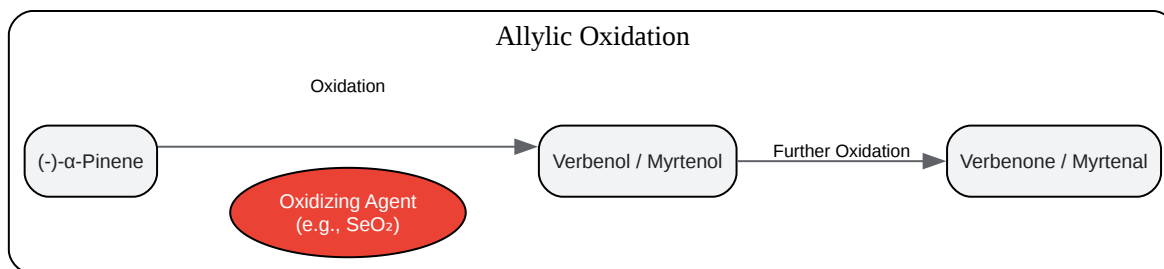 Allylic Oxidation
Oxidation
(-)-α-Pinene
Oxidizing Agent
(e.g., SeO₂)
Verbenol / Myrtenol
Further Oxidation
Verbenone / Myrtenal